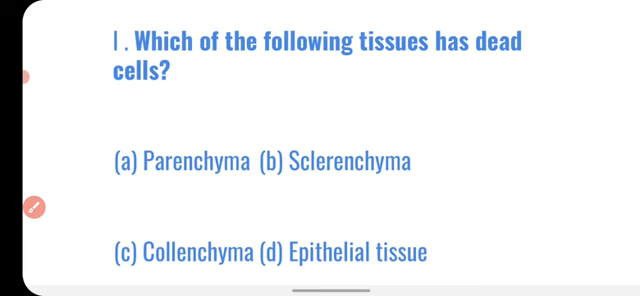 1. Which of the following tissues has dead
cells?
(a) Parenchyma (b) Sclerenchyma
(c) Collenchyma (d) Epithelial tissue